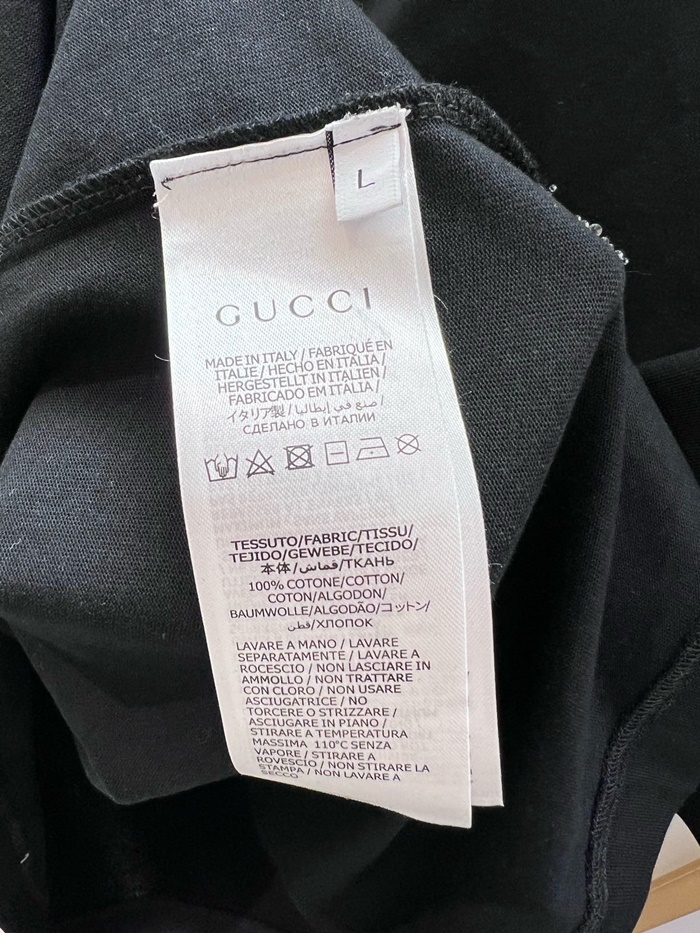 L
GUCCI
MADE IN ITALY / FABRIQUÉ EN
ITALIE / HECHO EN ITALIA /
HERGESTELLT IN ITALIEN /
FABRICADO EM ITÁLIA /
イタリア製 / صنع في إيطاليا /
СДЕЛАНО В ИТАЛИИ
TESSUTO/FABRIC/TISSU/
TEJIDO/GEWEBE/TECIDO/
本体/قماش/ТКАНЬ
100% COTONE/COTTON/
COTON/ALGODON/
BAUMWOLLE/ALGODÃO/コットン/
قطن/ХЛОПОК
LAVARE A MANO / LAVARE
SEPARATAMENTE / LAVARE A
ROCESCIO / NON LASCIARE IN
AMMOLLO / NON TRATTARE
CON CLORO / NON USARE
ASCIUGATRICE / NO
TORCERE O STRIZZARE /
ASCIUGARE IN PIANO /
STIRARE A TEMPERATURA
MASSIMA 110°C SENZA
VAPORE / STIRARE A
ROVESCIO / NON STIRARE LA
STAMPA / NON LAVARE A
SECCO